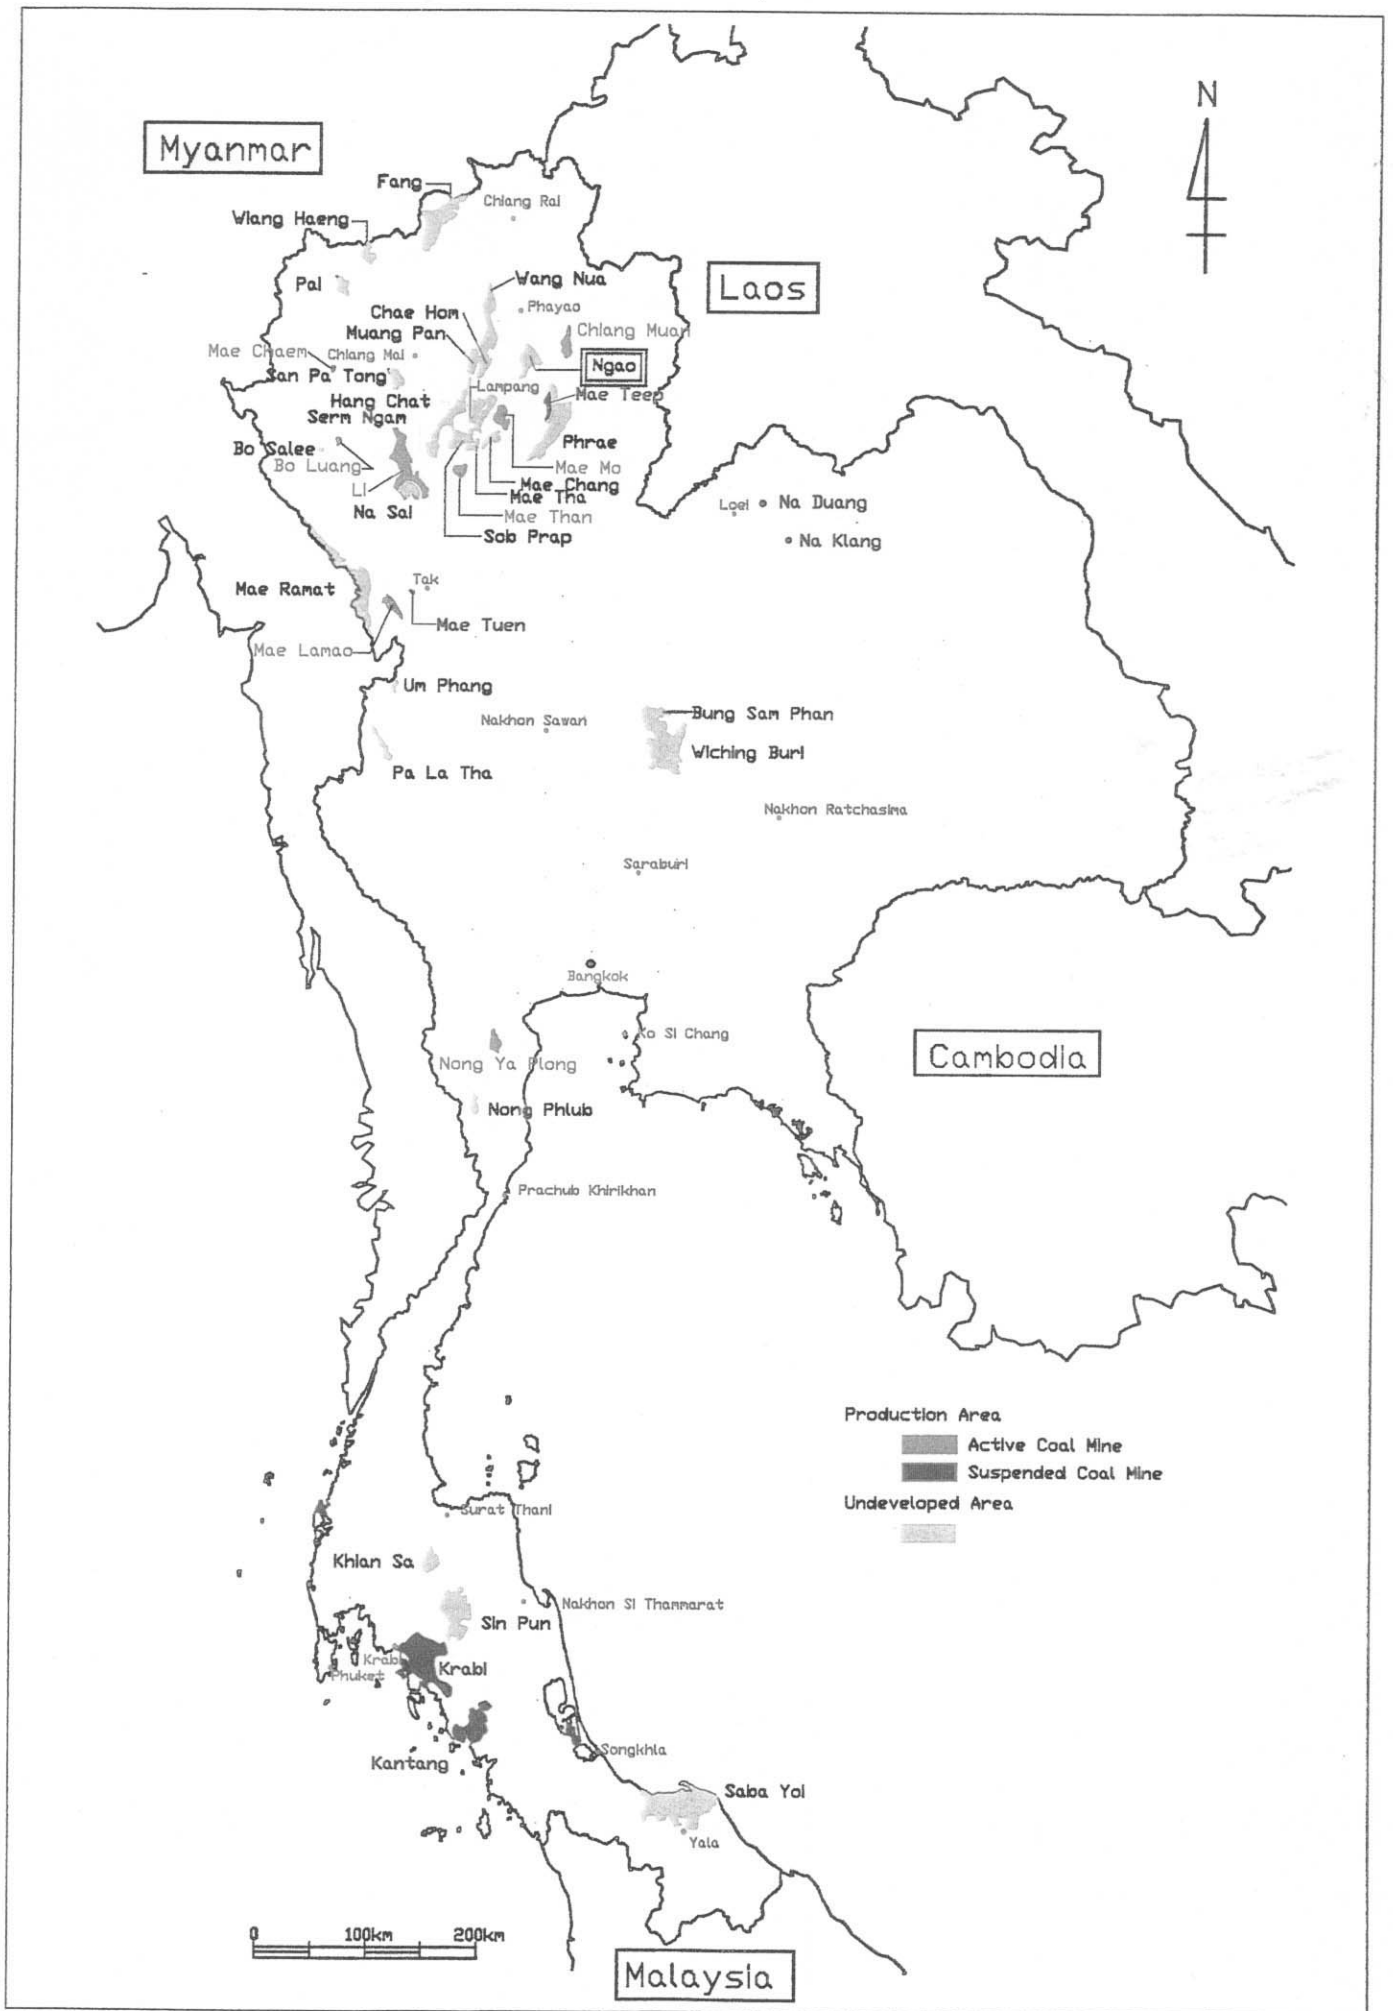 N
Myanmar
Fang
Chiang Rai
Wiang Haeng
Pai
Wang Nua
Laos
Phayao
Chae Hom
Muang Pan
Chiang Muan
Mae Chaem
Chiang Mai
Ngao
San Pa Tong
Lampang
Mae Teep
Hang Chat
Serm Ngam
Phrae
Bo Salee
Bo Luang
Mae Mo
Li
Mae Chang
Mae Tha
Na Sai
Mae Than
Sob Prap
Loei
Na Duang
Na Klang
Tak
Mae Ramat
Mae Tuen
Mae Lamao
Um Phang
Nakhon Sawan
Bung Sam Phan
Wiching Buri
Pa La Tha
Nakhon Ratchasima
Saraburi
Bangkok
Ko Si Chang
Cambodia
Nong Ya Plong
Nong Phlub
Prachub Khirikhan
Production Area
Active Coal Mine
Suspended Coal Mine
Undeveloped Area
Surat Thani
Khian Sa
Nakhon Si Thammarat
Sin Pun
Krabi
Krabi
Phuket
Kantang
Songkhla
Saba Yoi
Yala
0 100km 200km
Malaysia